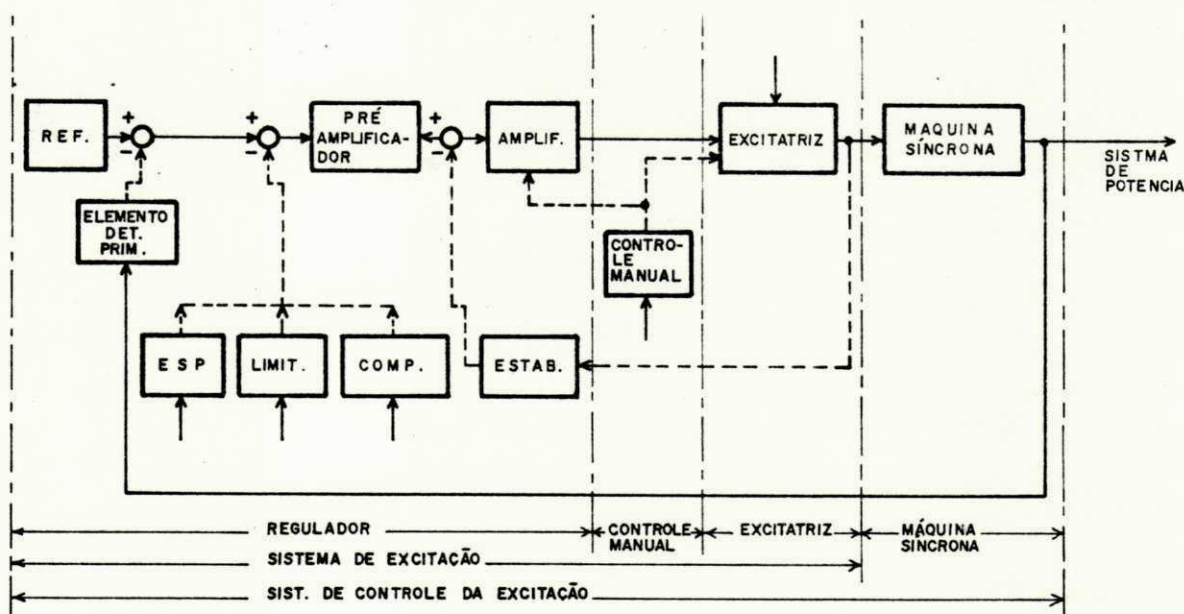 +
+
+
REF.
-
-
PRÉ
AMPLIFICA-
DOR
-
AMPLIF.
EXCITATRIZ
MAQUINA
SÍNCRONA
SISTMA
DE
POTENCIA
ELEMENTO
DET.
PRIM.
CONTRO-
LE
MANUAL
ESP
LIMIT.
COMP.
ESTAB.
REGULADOR
CONTROLE
MANUAL
EXCITATRIZ
MÁQUINA
SÍNCRONA
SISTEMA DE EXCITAÇÃO
SIST. DE CONTROLE DA EXCITAÇÃO